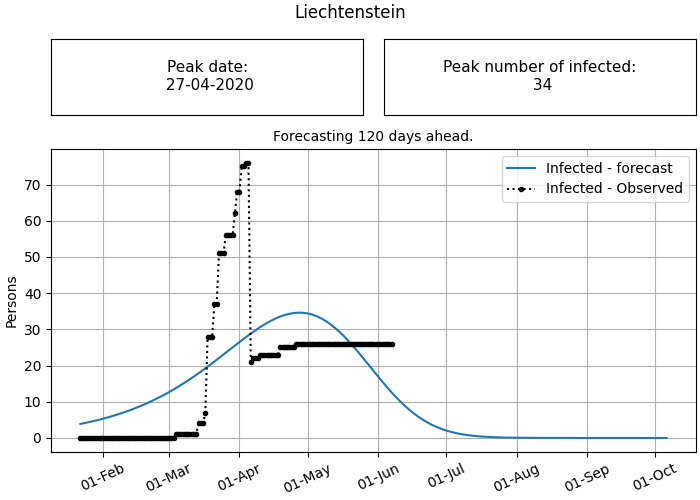 Liechtenstein
Peak date:
27-04-2020
Peak number of infected:
34
Forecasting 120 days ahead.
Infected - forecast
Infected - Observed
Persons
70
60
50
40
30
20
10
0
01-Feb
01-Mar
01-Apr
01-May
01-Jun
01-Jul
01-Aug
01-Sep
01-Oct